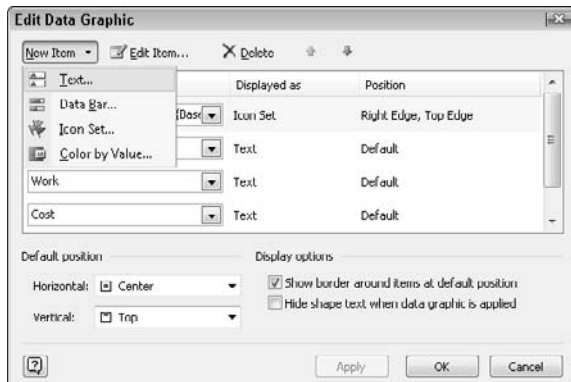 Edit Data Graphic
New Item Edit Item... Delete
Text...
Data Bar...
Icon Set...
Color by Value...
Displayed as Position
(Base Icon Set Right Edge, Top Edge
Text Default
Work Text Default
Cost Text Default
Default position Display options
Horizontal: Center Show border around items at default position
Hide shape text when data graphic is applied
Vertical: Top
Apply OK Cancel